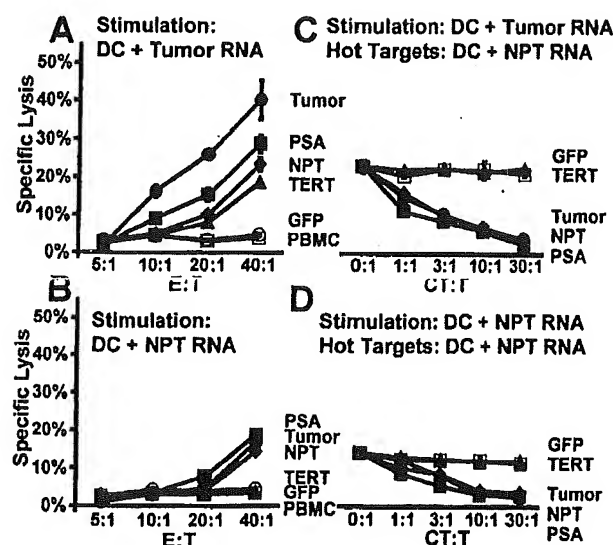 A Stimulation:
DC + Tumor RNA
Specific Lysis
50%
40%
30%
20%
10%
0%
5:1 10:1 20:1 40:1
E:T
Tumor
PSA
NPT
TERT
GFP
PBMC
C Stimulation: DC + Tumor RNA
Hot Targets: DC + NPT RNA
GFP
TERT
Tumor
NPT
PSA
0:1 1:1 3:1 10:1 30:1
CT:T
B Stimulation:
DC + NPT RNA
Specific Lysis
50%
40%
30%
20%
10%
0%
5:1 10:1 20:1 40:1
E:T
PSA
Tumor
NPT
TERT
GFP
PBMC
D Stimulation: DC + NPT RNA
Hot Targets: DC + NPT RNA
GFP
TERT
Tumor
NPT
PSA
0:1 1:1 3:1 10:1 30:1
CT:T